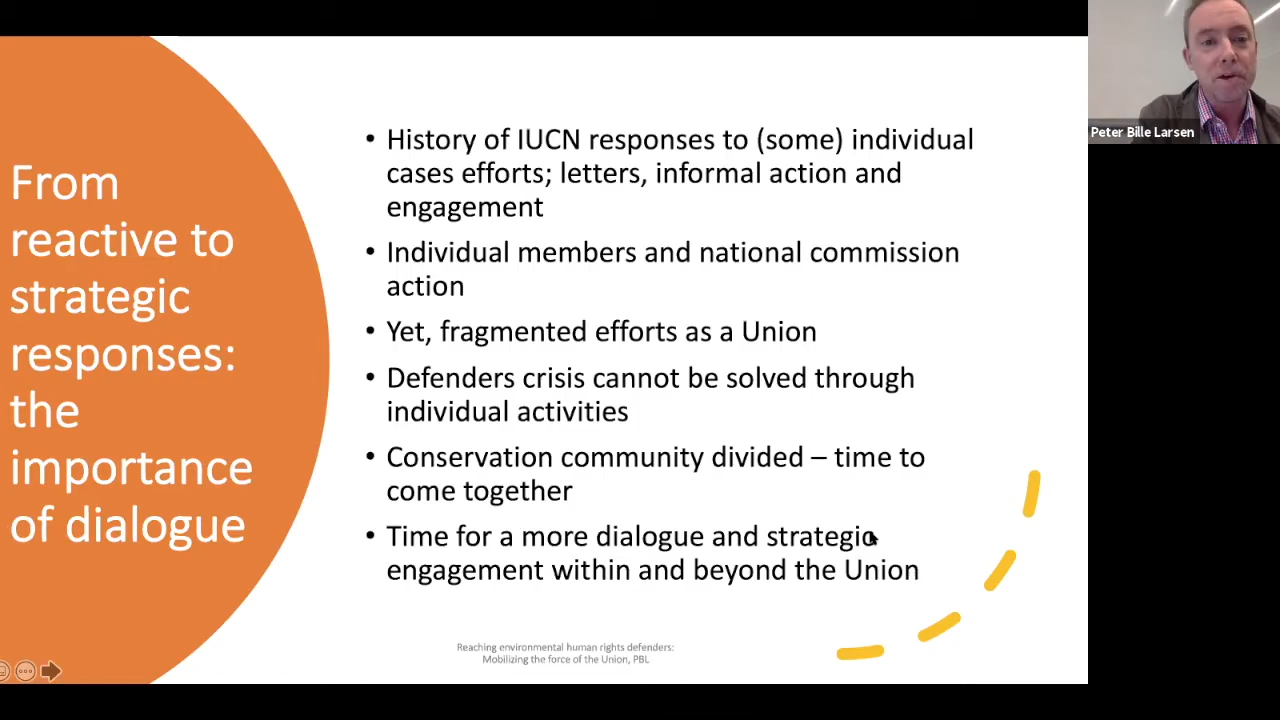 From
reactive to
strategic
responses:
the
importance
of dialogue
• History of IUCN responses to (some) individual
cases efforts; letters, informal action and
engagement
• Individual members and national commission
action
• Yet, fragmented efforts as a Union
• Defenders crisis cannot be solved through
individual activities
• Conservation community divided – time to
come together
• Time for a more dialogue and strategic
engagement within and beyond the Union
Reaching environmental human rights defenders:
Mobilizing the force of the Union, PBL
Peter Bille Larsen